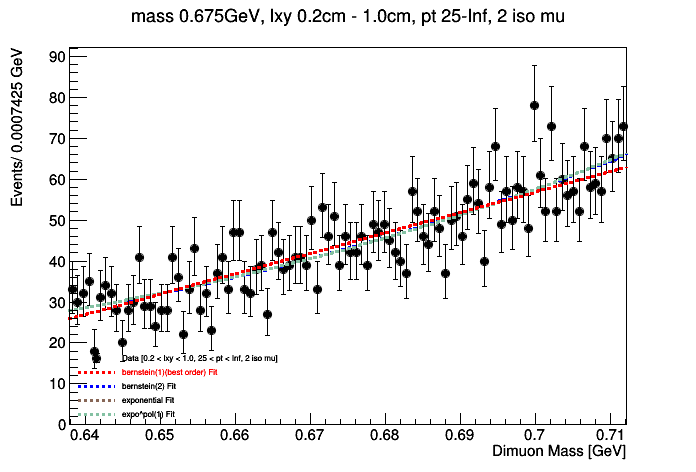 mass 0.675GeV, lxy 0.2cm - 1.0cm, pt 25-Inf, 2 iso mu
Events/ 0.0007425 GeV
90
80
70
60
50
40
30
20
10
0
Data [0.2 < lxy < 1.0, 25 < pt < Inf, 2 iso mu]
bernstein(1)(best order) Fit
bernstein(2) Fit
exponential Fit
expo*pol(1) Fit
0.64 0.65 0.66 0.67 0.68 0.69 0.7 0.71
Dimuon Mass [GeV]